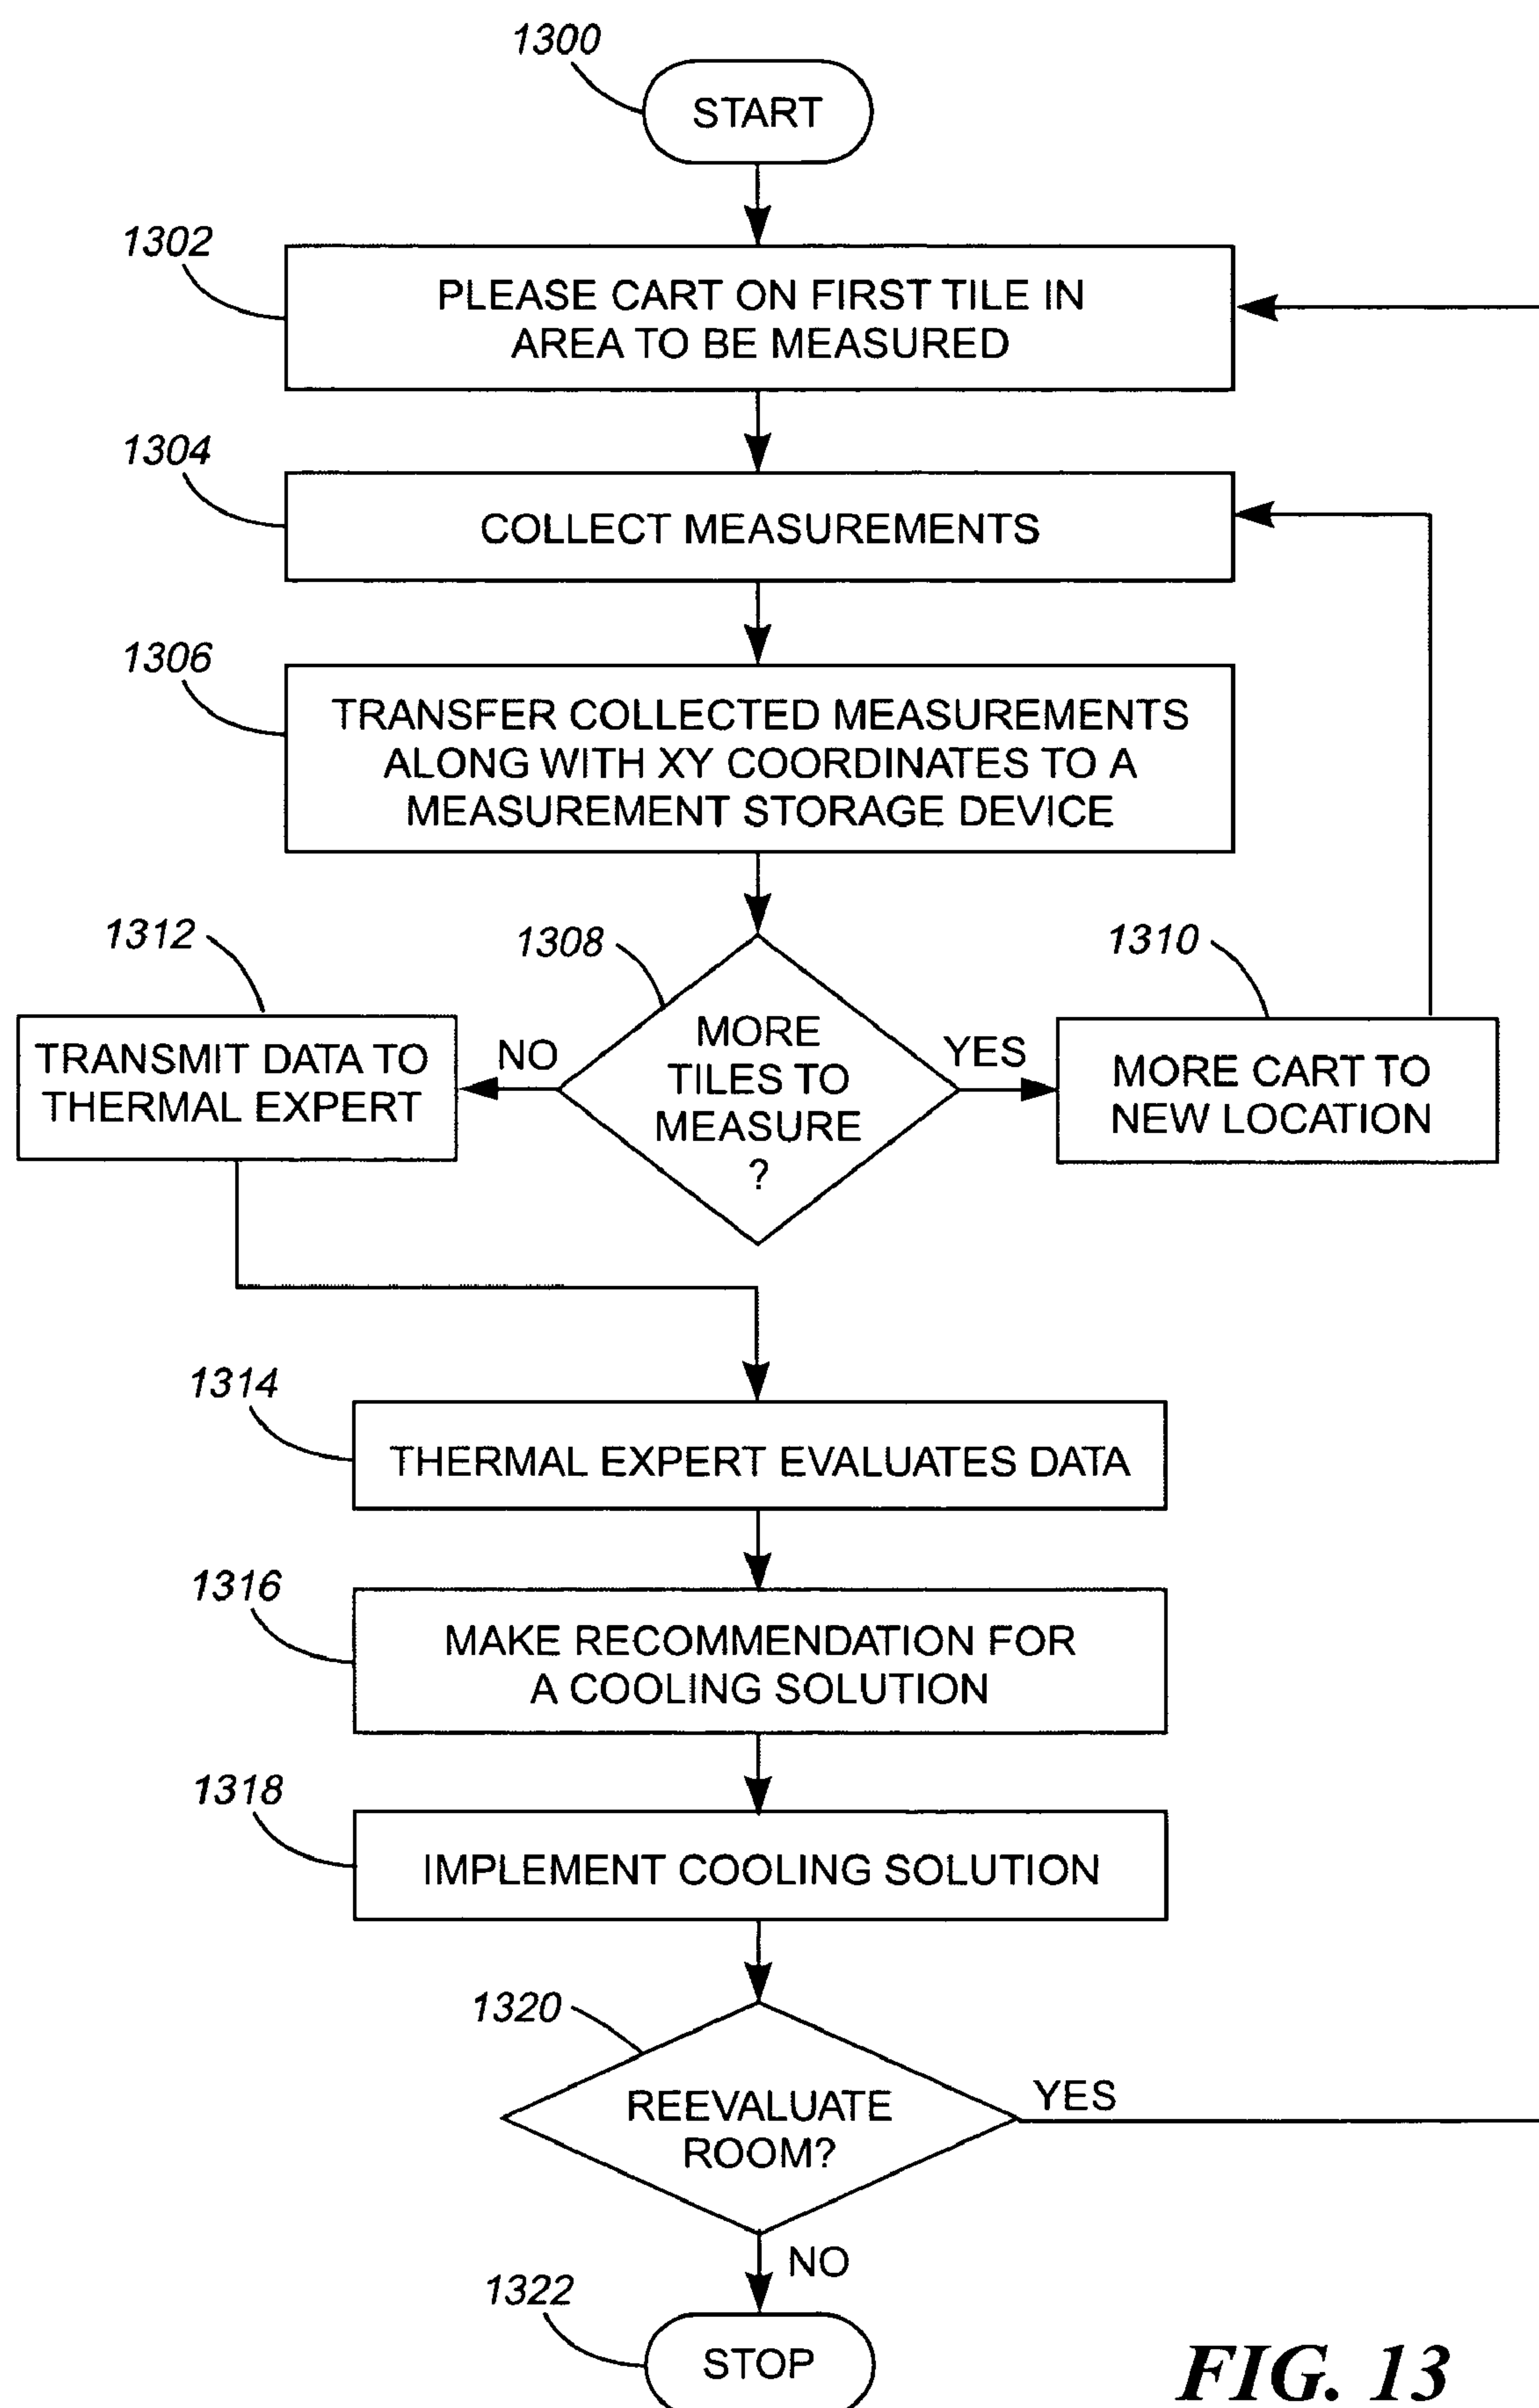 1300
START
1302
PLEASE CART ON FIRST TILE IN
AREA TO BE MEASURED
1304
COLLECT MEASUREMENTS
1306
TRANSFER COLLECTED MEASUREMENTS
ALONG WITH XY COORDINATES TO A
MEASUREMENT STORAGE DEVICE
1312
1308
1310
TRANSMIT DATA TO
THERMAL EXPERT
NO
MORE
TILES TO
MEASURE
?
YES
MORE CART TO
NEW LOCATION
1314
THERMAL EXPERT EVALUATES DATA
1316
MAKE RECOMMENDATION FOR
A COOLING SOLUTION
1318
IMPLEMENT COOLING SOLUTION
1320
REEVALUATE
ROOM?
YES
NO
1322
STOP
FIG. 13